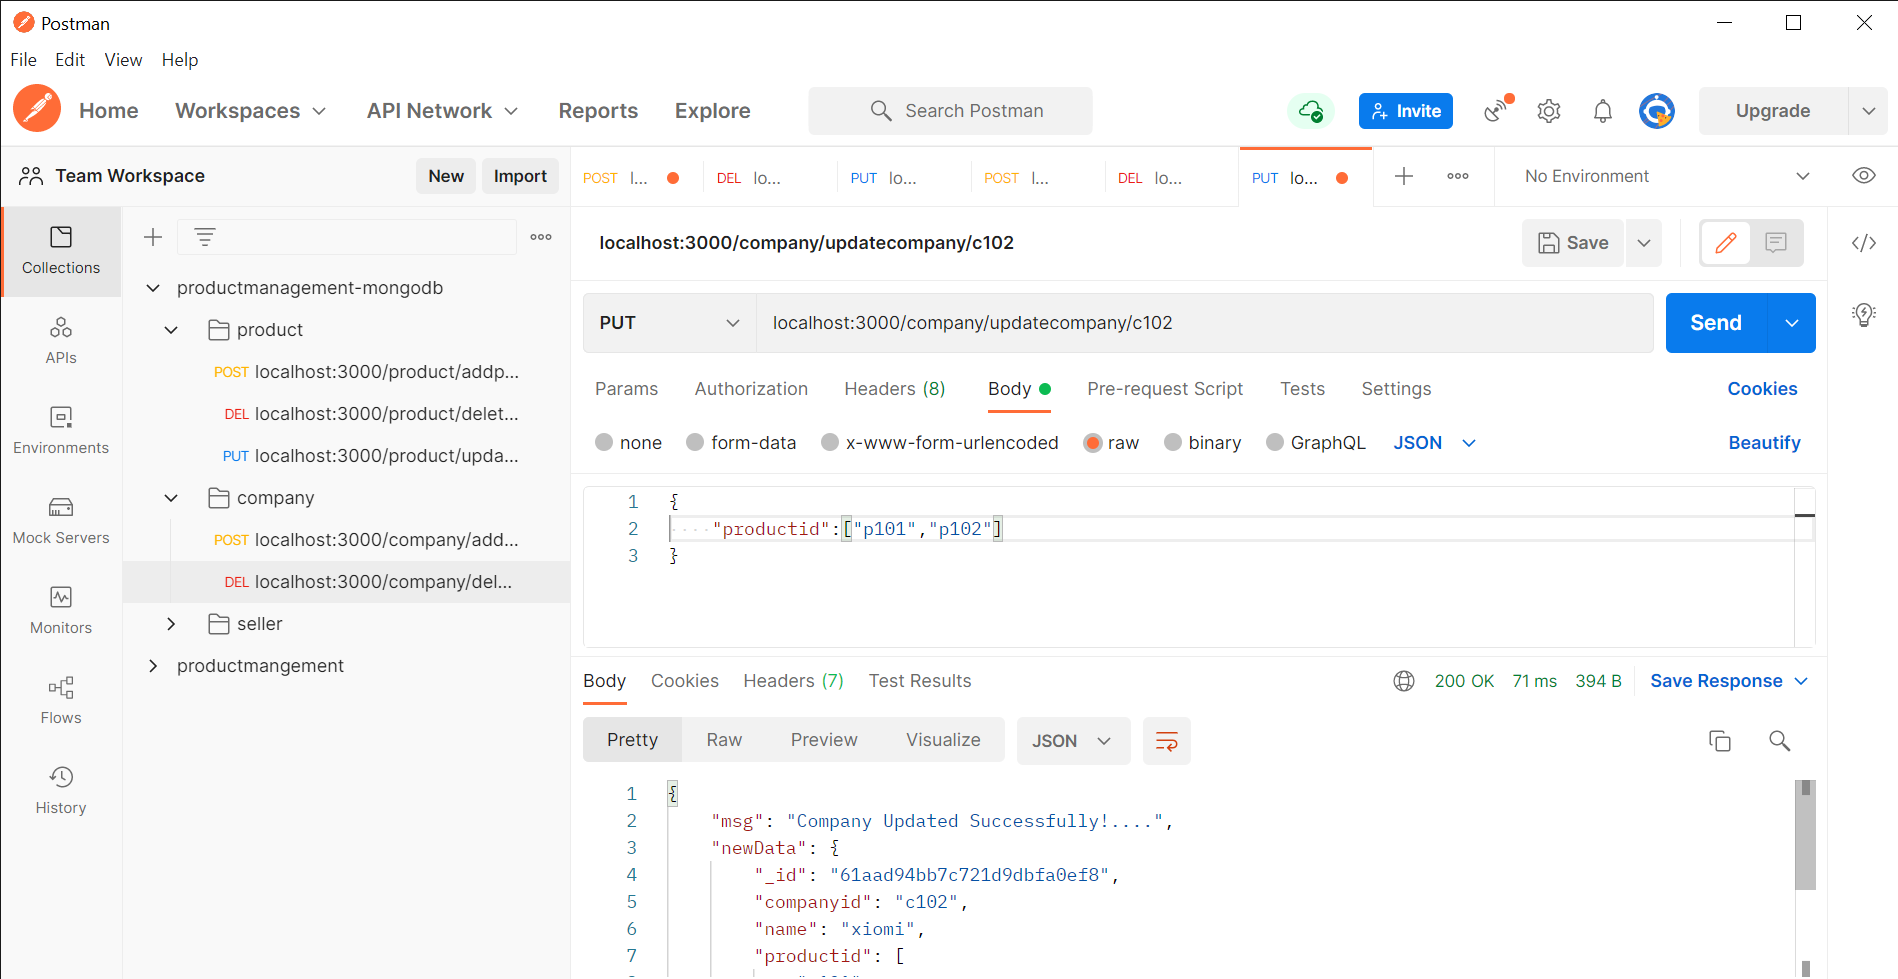 Postman
File Edit View Help
Home Workspaces API Network Reports Explore Search Postman Invite Upgrade
Team Workspace New Import
POST l... DEL lo... PUT lo... POST l... DEL lo... PUT lo... No Environment
Collections
APIs
Environments
Mock Servers
Monitors
Flows
History
productmanagement-mongodb
product
POST localhost:3000/product/addp...
DEL localhost:3000/product/delet...
PUT localhost:3000/product/upda...
company
POST localhost:3000/company/add...
DEL localhost:3000/company/del...
seller
productmangement
localhost:3000/company/updatecompany/c102 Save
PUT localhost:3000/company/updatecompany/c102 Send
Params Authorization Headers (8) Body Pre-request Script Tests Settings Cookies
none form-data x-www-form-urlencoded raw binary GraphQL JSON Beautify
1 {
2 "productid":["p101","p102"]
3 }
Body Cookies Headers (7) Test Results 200 OK 71 ms 394 B Save Response
Pretty Raw Preview Visualize JSON
1 {
2 "msg": "Company Updated Successfully!....",
3 "newData": {
4 "_id": "61aad94bb7c721d9dbfa0ef8",
5 "companyid": "c102",
6 "name": "xiomi",
7 "productid": [